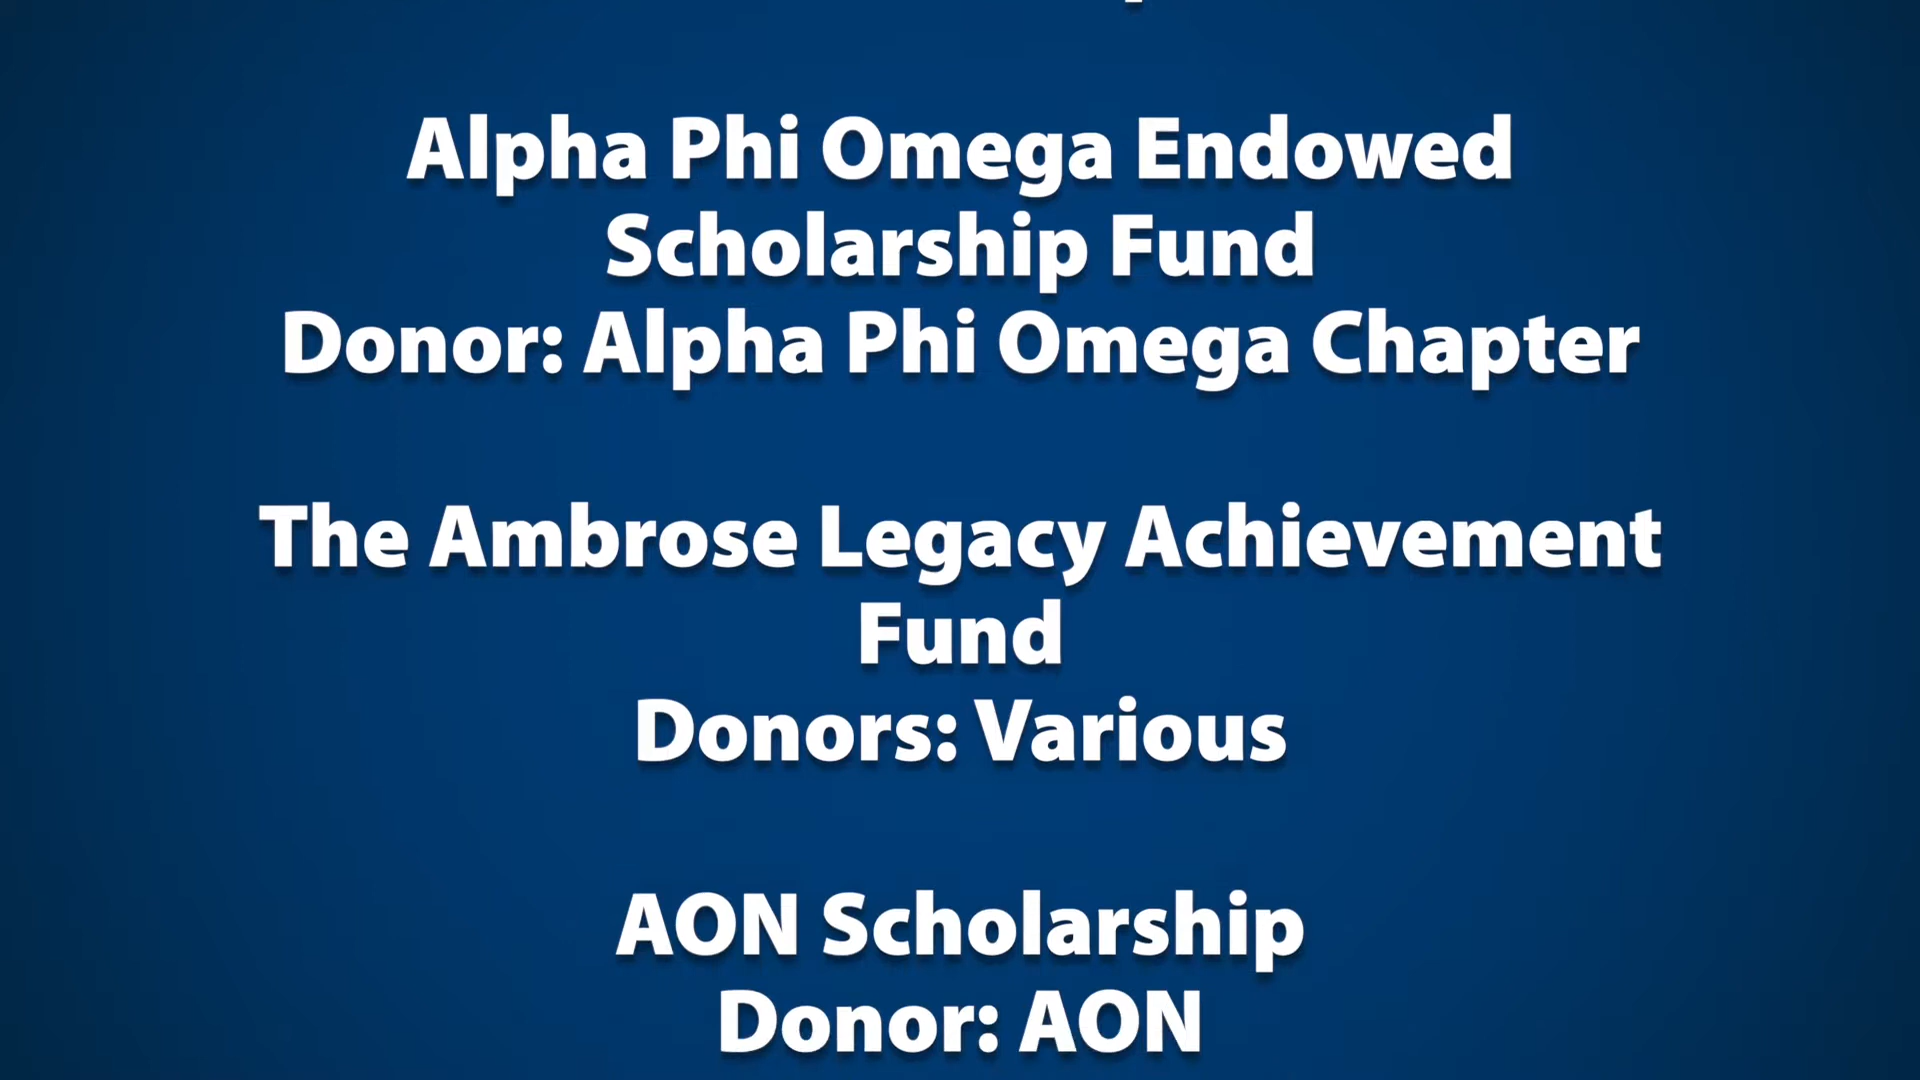 Alpha Phi Omega Endowed
Scholarship Fund
Donor: Alpha Phi Omega Chapter
The Ambrose Legacy Achievement
Fund
Donors: Various
AON Scholarship
Donor: AON